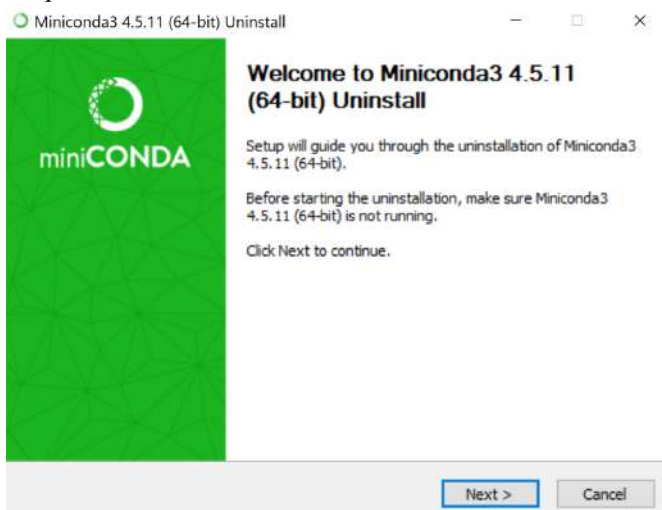 Miniconda3 4.5.11 (64-bit) Uninstall
miniCONDA
Welcome to Miniconda3 4.5.11
(64-bit) Uninstall
Setup will guide you through the uninstallation of Miniconda3
4.5.11 (64-bit).
Before starting the uninstallation, make sure Miniconda3
4.5.11 (64-bit) is not running.
Click Next to continue.
Next >
Cancel